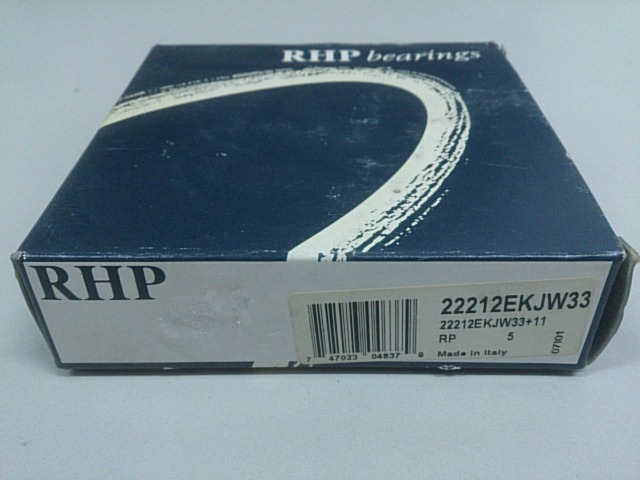 RHP bearings
RHP
22212EKJW33
22212EKJW33+11
RP 5
Made in Italy
07I01
7 47023 04637 9